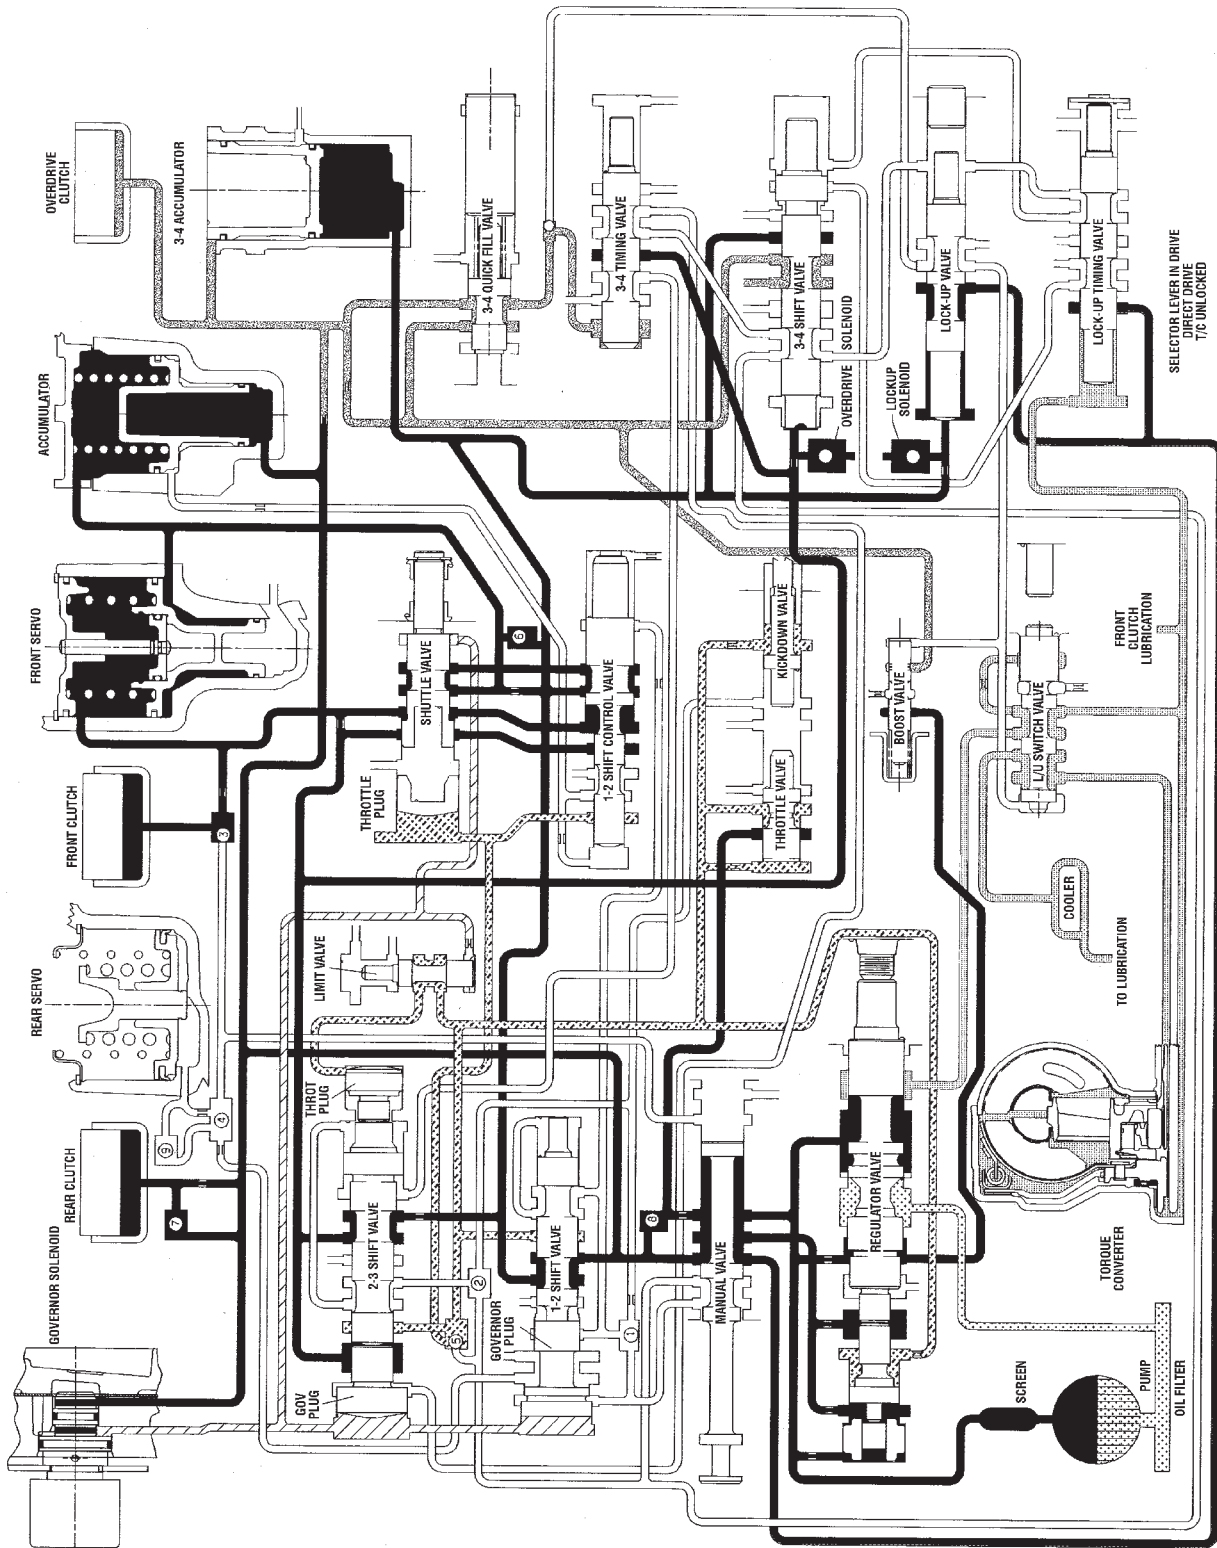 OVERDRIVE
CLUTCH
3-4 ACCUMULATOR
3-4 QUICK FILL VALVE
3-4 TIMING VALVE
3-4 SHIFT VALVE
OVERDRIVE SOLENOID
LOCKUP
SOLENOID
LOCK-UP VALVE
LOCK-UP TIMING VALVE
SELECTOR LEVER IN DRIVE
DIRECT DRIVE
T/C UNLOCKED
ACCUMULATOR
FRONT SERVO
SHUTTLE VALVE
THROTTLE
PLUG
6
1-2 SHIFT CONTROL VALVE
KICKDOWN VALVE
THROTTLE VALVE
BOOST VALVE
L/U SWITCH VALVE
FRONT
CLUTCH
LUBRICATION
FRONT CLUTCH
3
COOLER
TO LUBRICATION
REAR SERVO
LIMIT VALVE
9
4
REAR CLUTCH
7
THROT
PLUG
2-3 SHIFT VALVE
GOV
PLUG
5
2
1-2 SHIFT VALVE
GOVERNOR
PLUG
1
8
MANUAL VALVE
REGULATOR VALVE
TORQUE
CONVERTER
GOVERNOR SOLENOID
SCREEN
PUMP
OIL FILTER